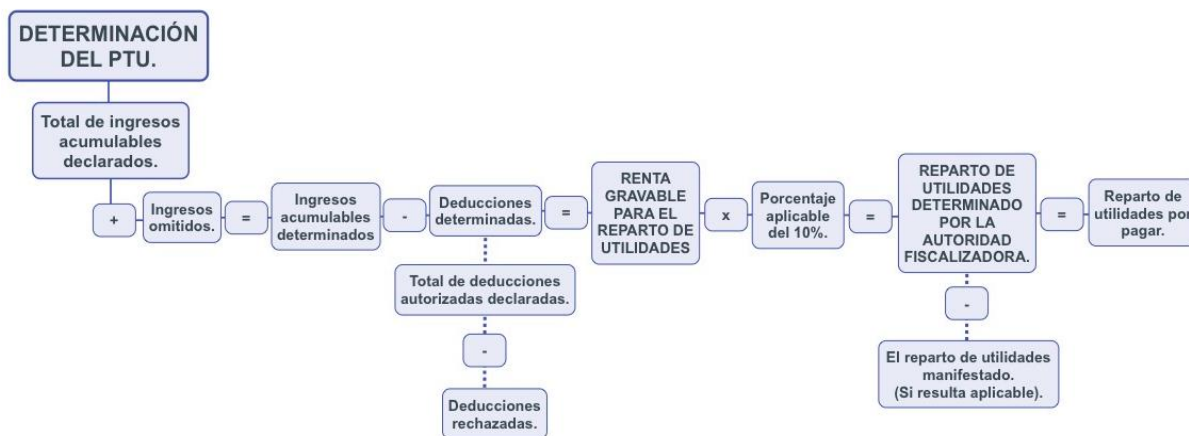 DETERMINACIÓN
DEL PTU.
Total de ingresos
acumulables
declarados.
+
Ingresos
omitidos.
=
Ingresos
acumulables
determinados
-
Deducciones
determinadas.
=
RENTA
GRAVABLE
PARA EL
REPARTO DE
UTILIDADES
x
Porcentaje
aplicable
del 10%.
=
REPARTO DE
UTILIDADES
DETERMINADO
POR LA
AUTORIDAD
FISCALIZADORA.
=
Reparto de
utilidades por
pagar.
Total de deducciones
autorizadas declaradas.
-
Deducciones
rechazadas.
-
El reparto de utilidades
manifestado.
(Si resulta aplicable).